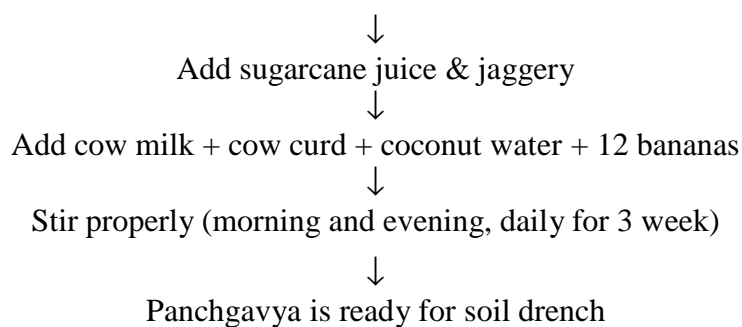 ↓
Add sugarcane juice & jaggery
↓
Add cow milk + cow curd + coconut water + 12 bananas
↓
Stir properly (morning and evening, daily for 3 week)
↓
Panchgavya is ready for soil drench